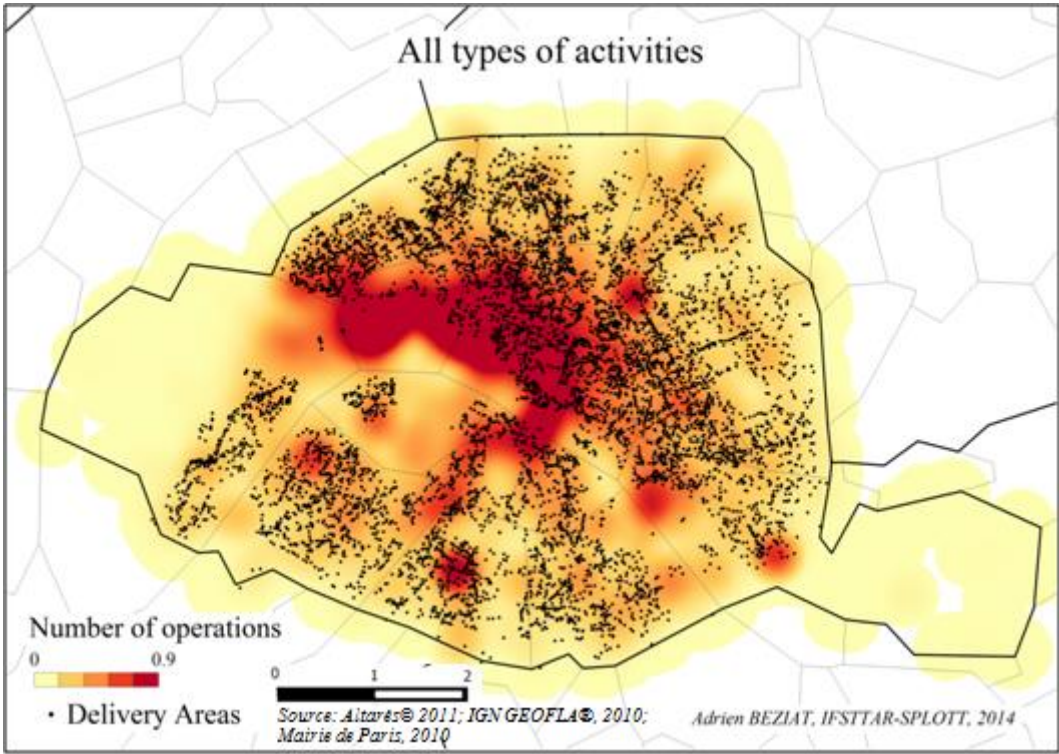 All types of activities
Number of operations
0 0.9
• Delivery Areas
0 1 2
Source: Altarès© 2011; IGN GEOFLA®, 2010;
Mairie de Paris, 2010
Adrien BEZIAT, IFSTTAR-SPLOTT, 2014